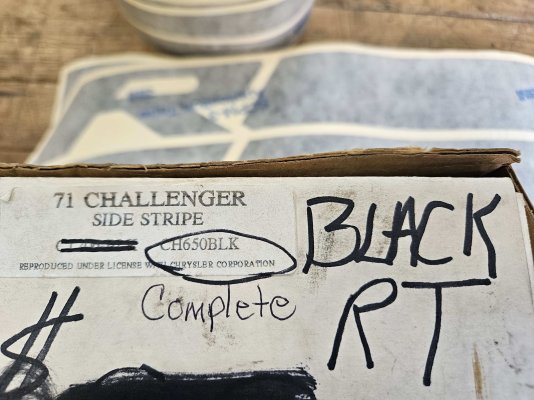 71 CHALLENGER
SIDE STRIPE
CH650BLK
REPRODUCED UNDER LICENSE WITH CHRYSLER CORPORATION
Complete
BLACK
RT
$